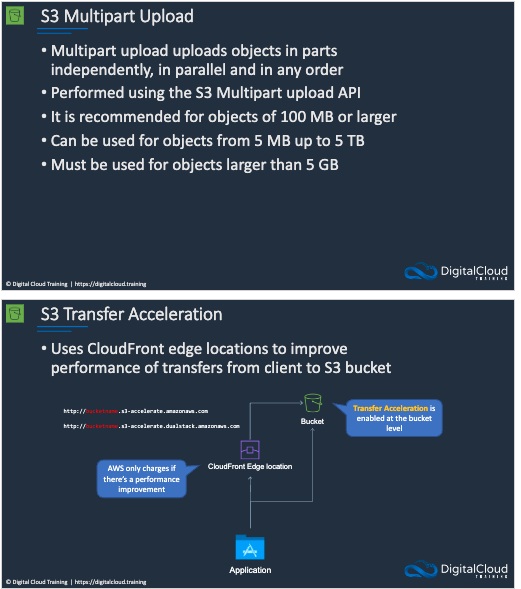 S3 Multipart Upload
• Multipart upload uploads objects in parts
independently, in parallel and in any order
• Performed using the S3 Multipart upload API
• It is recommended for objects of 100 MB or larger
• Can be used for objects from 5 MB up to 5 TB
• Must be used for objects larger than 5 GB
© Digital Cloud Training | https://digitalcloud.training
DigitalCloud
TRAINING
S3 Transfer Acceleration
• Uses CloudFront edge locations to improve
performance of transfers from client to S3 bucket
http://bucketname.s3-accelerate.amazonaws.com
http://bucketname.s3-accelerate.dualstack.amazonaws.com
Bucket
Transfer Acceleration is
enabled at the bucket
level
CloudFront Edge location
AWS only charges if
there's a performance
improvement
Application
© Digital Cloud Training | https://digitalcloud.training
DigitalCloud
TRAINING